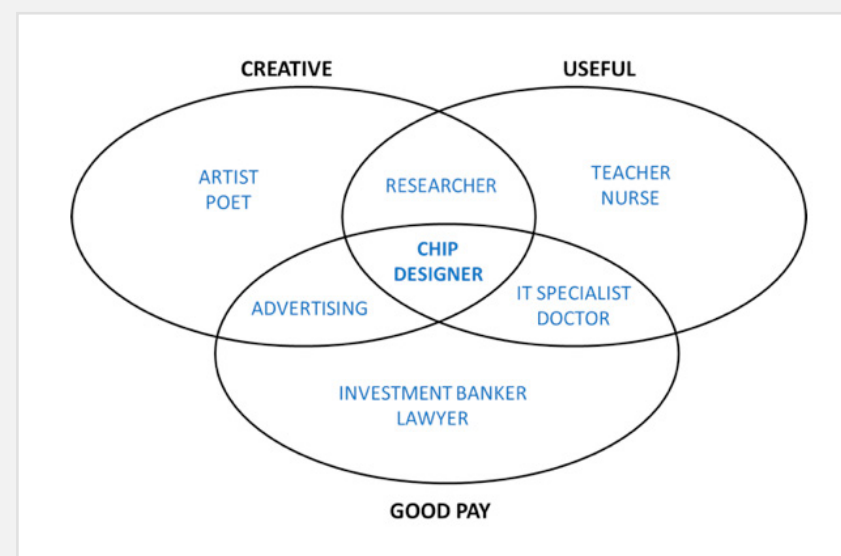 CREATIVE
USEFUL
ARTIST
POET
RESEARCHER
TEACHER
NURSE
CHIP
DESIGNER
ADVERTISING
IT SPECIALIST
DOCTOR
INVESTMENT BANKER
LAWYER
GOOD PAY